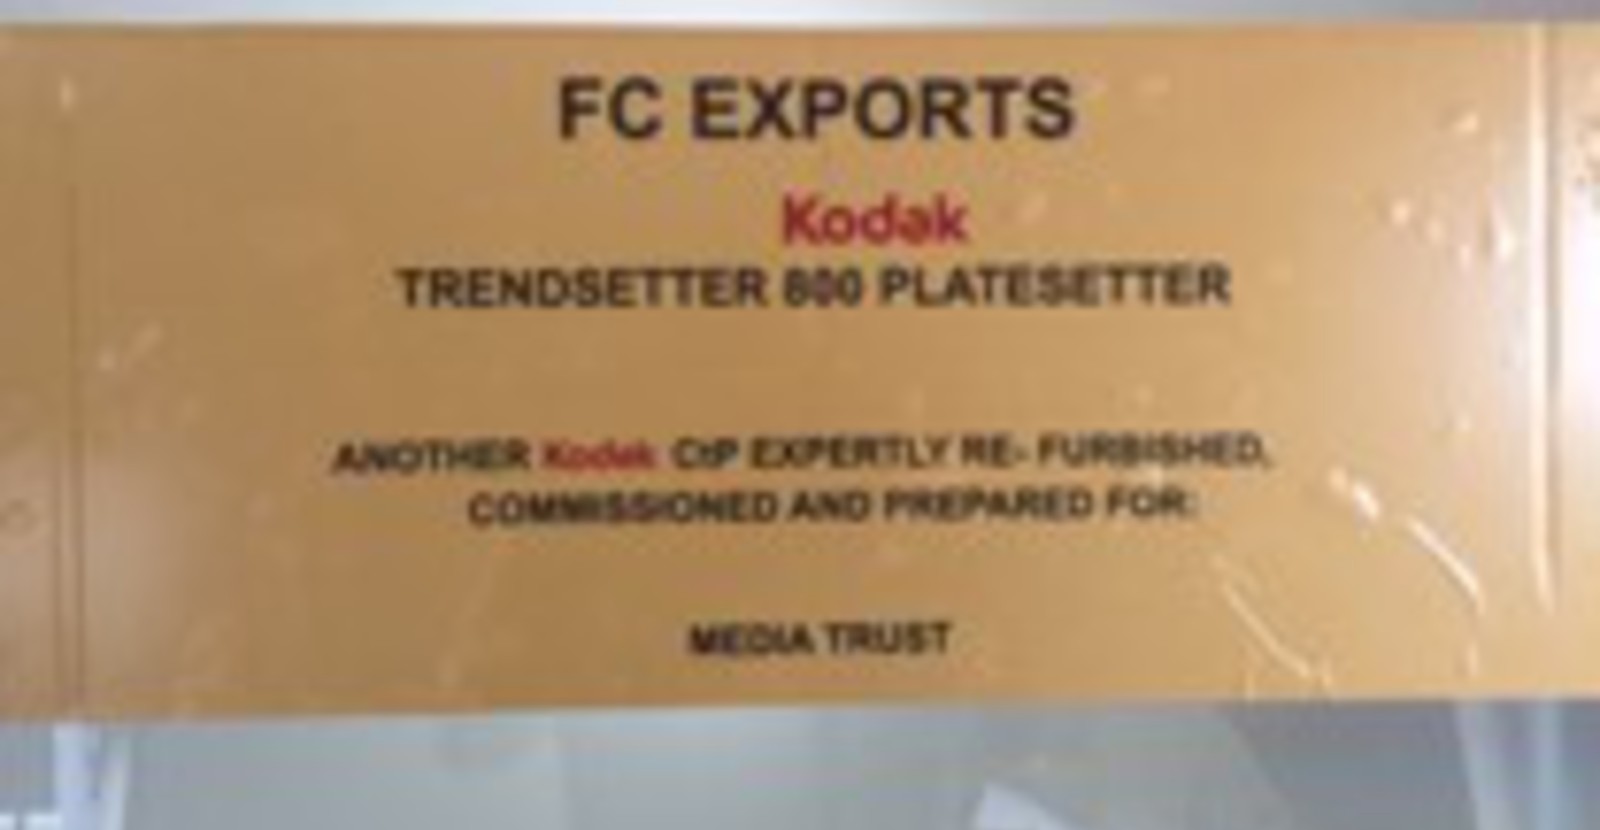 FC EXPORTS
Kodak
TRENDSETTER 800 PLATESETTER
ANOTHER Kodak CtP EXPERTLY RE- FURBISHED,
COMMISSIONED AND PREPARED FOR:
MEDIA TRUST